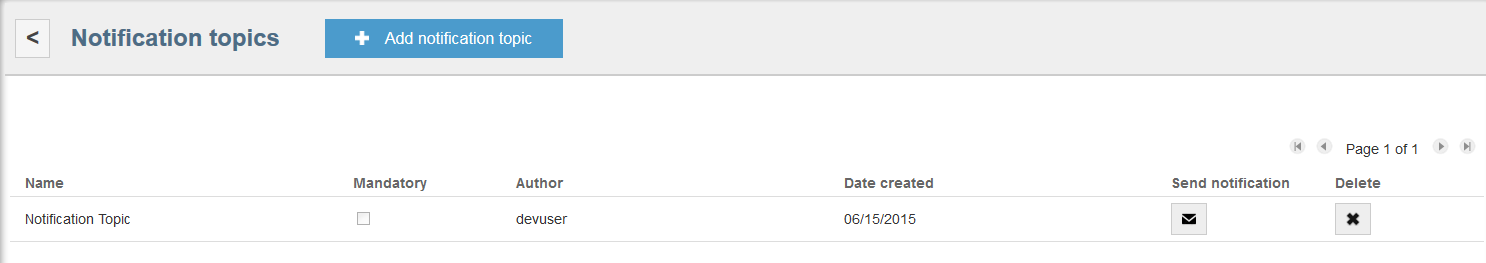 < Notification topics Add notification topic
Page 1 of 1
Name Mandatory Author Date created Send notification Delete
Notification Topic devuser 06/15/2015